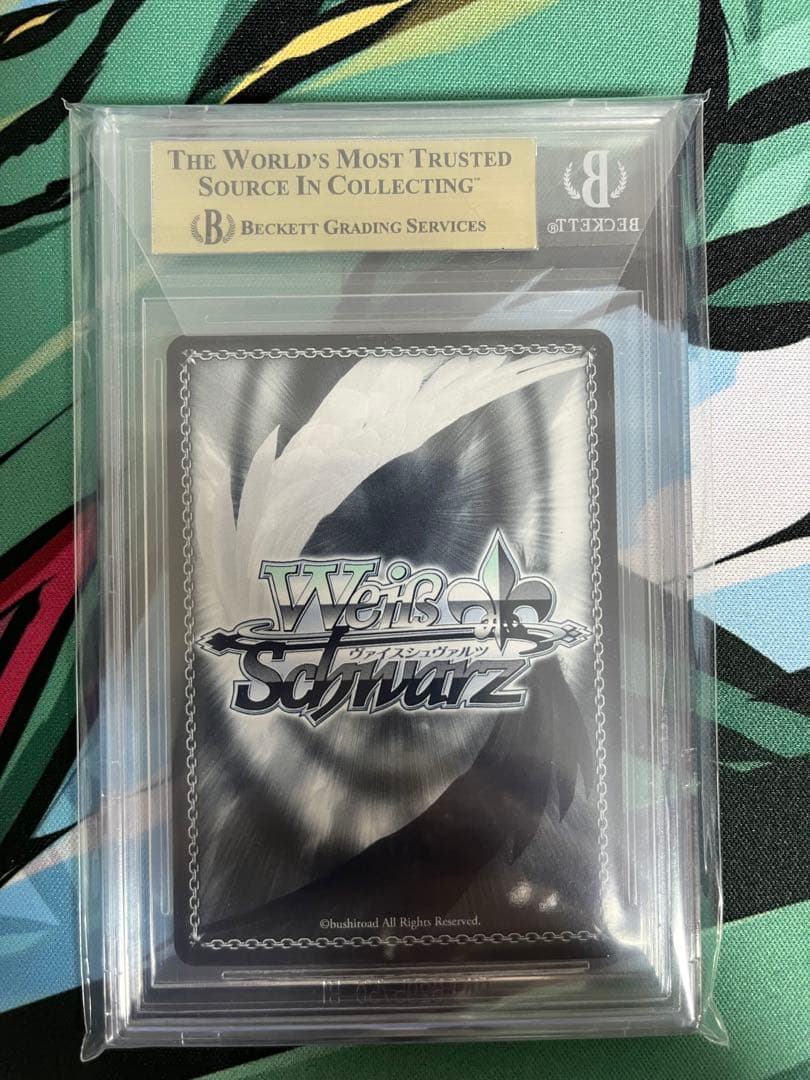 THE WORLD'S MOST TRUSTED
SOURCE IN COLLECTING™
B BECKETT GRADING SERVICES
B
BECKETT®
Weiß
ヴァイスシュヴァルツ
Schwarz
©bushiroad All Rights Reserved.